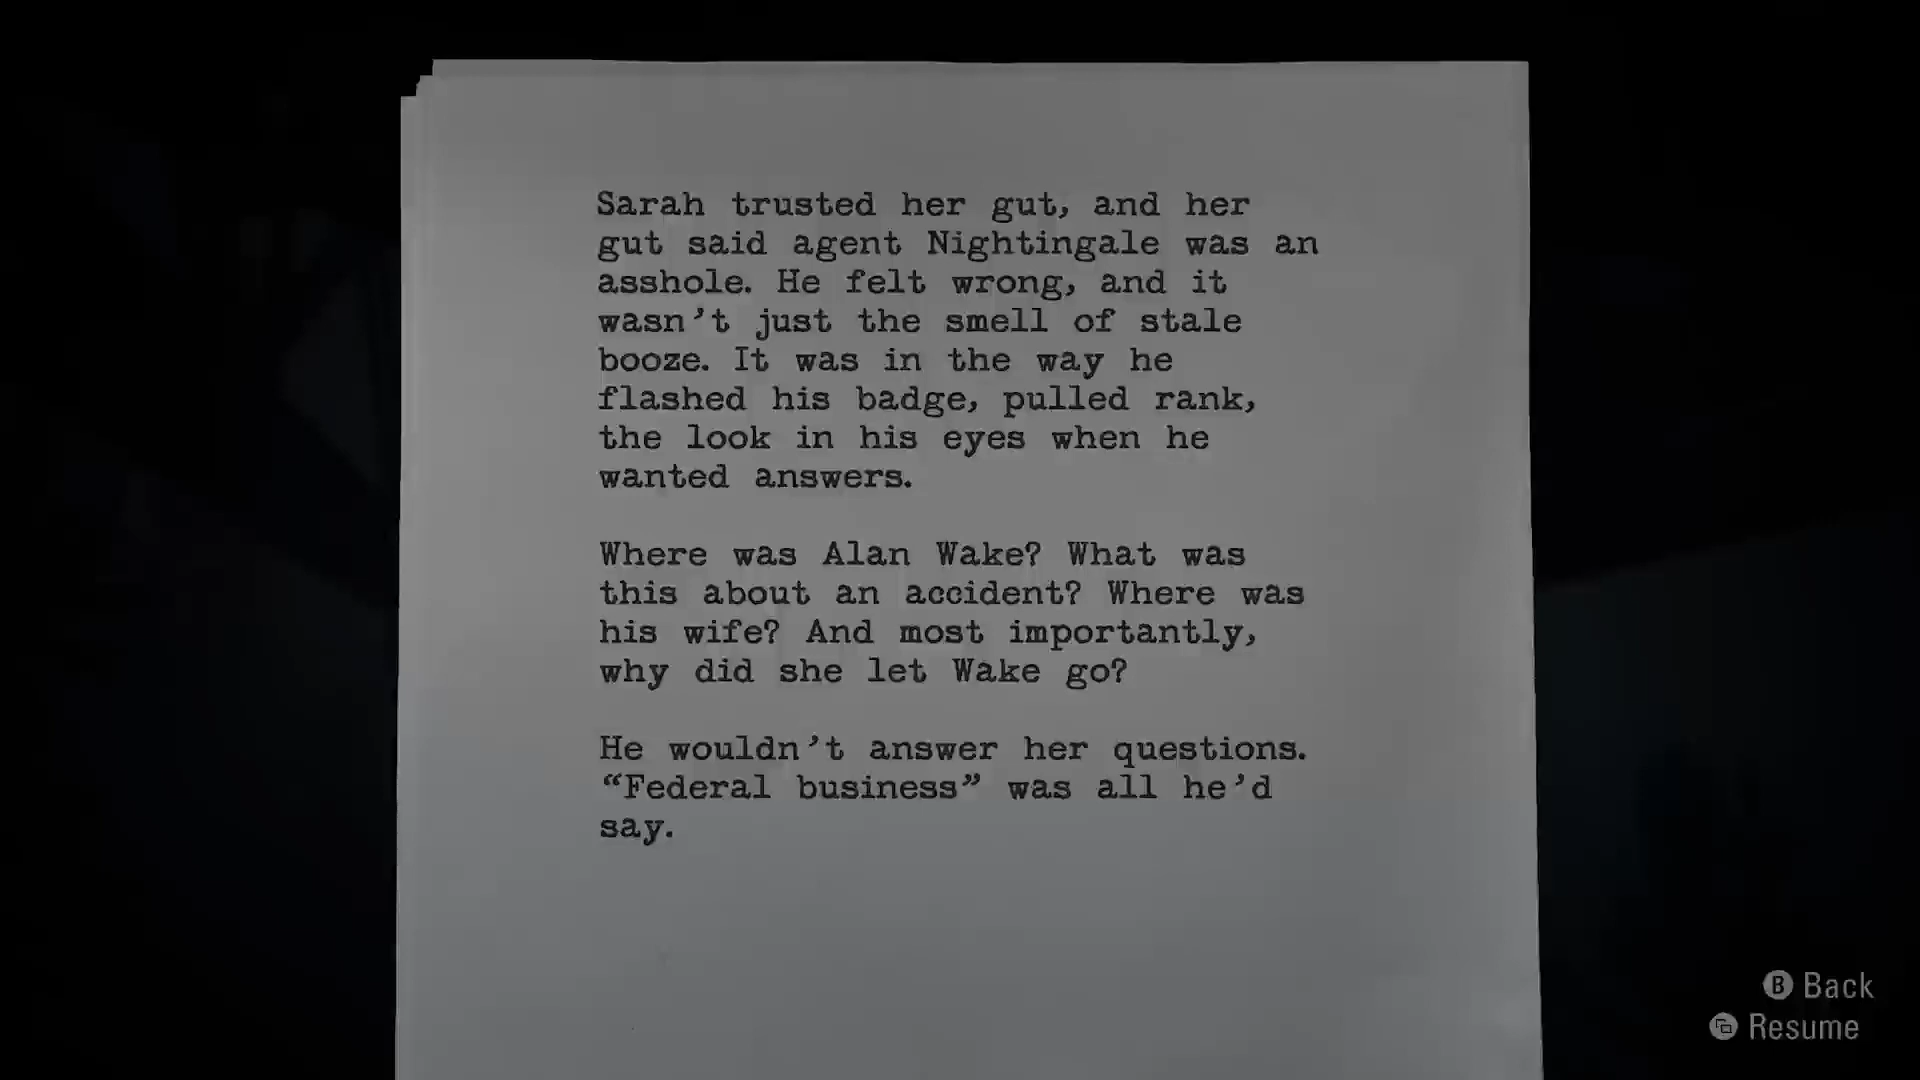 Sarah trusted her gut, and her
gut said agent Nightingale was an
asshole. He felt wrong, and it
wasn't just the smell of stale
booze. It was in the way he
flashed his badge, pulled rank,
the look in his eyes when he
wanted answers.
Where was Alan Wake? What was
this about an accident? Where was
his wife? And most importantly,
why did she let Wake go?
He wouldn't answer her questions.
“Federal business” was all he'd
say.
B Back
Resume